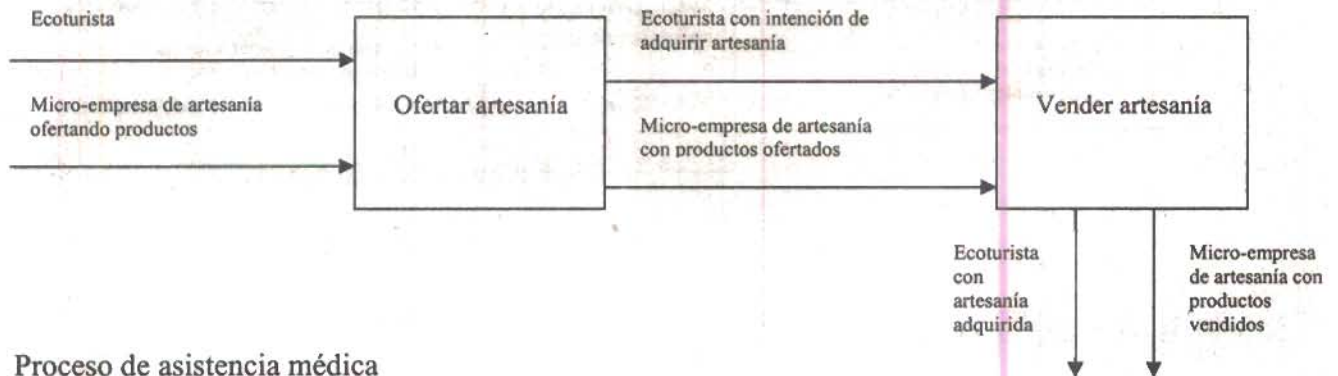 Ecoturista
Micro-empresa de artesanía
ofertando productos
Ofertar artesanía
Ecoturista con intención de
adquirir artesanía
Micro-empresa de artesanía
con productos ofertados
Vender artesanía
Ecoturista
con
artesanía
adquirida
Micro-empresa
de artesanía con
productos
vendidos
Proceso de asistencia médica